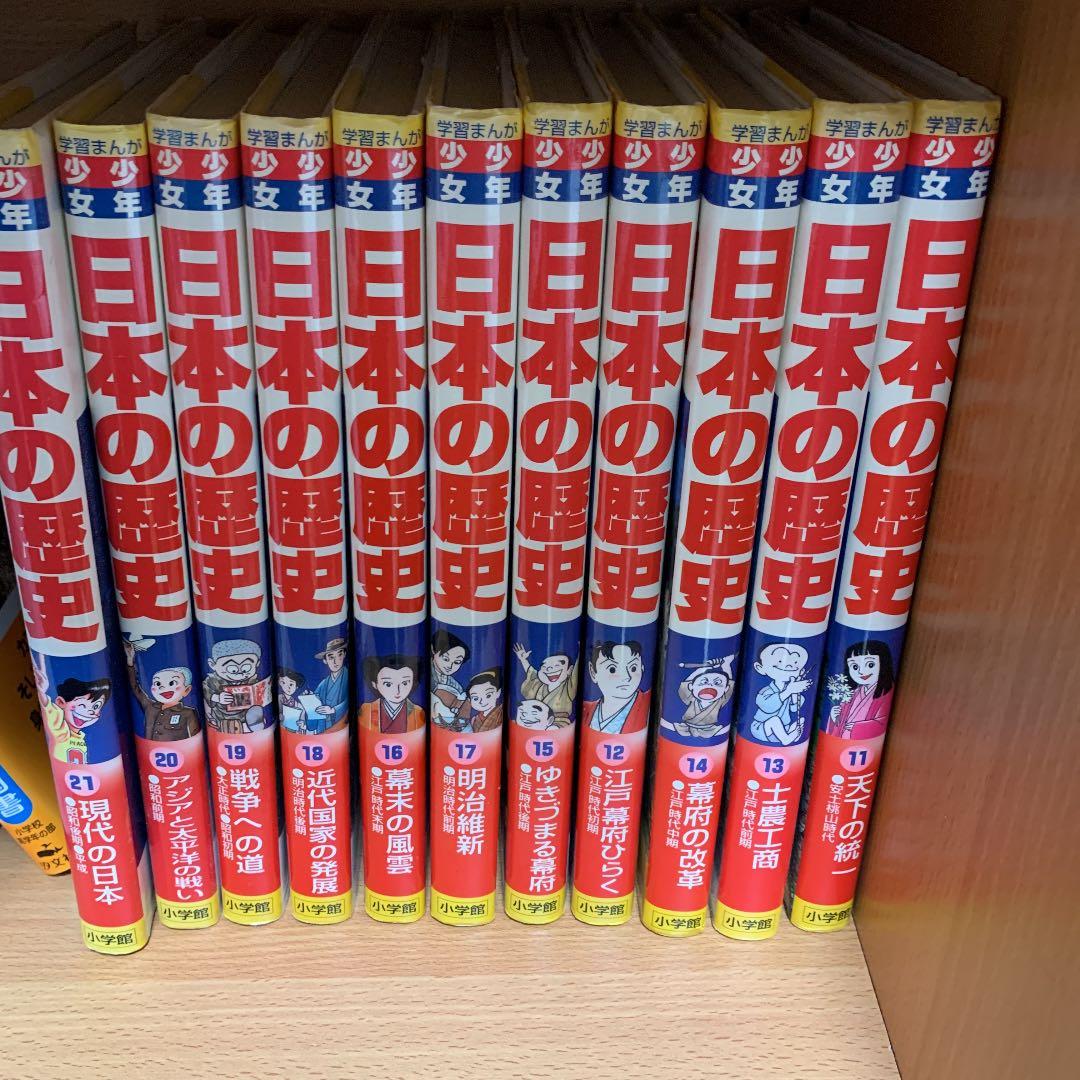 学習まんが
少年少女
日本の歴史
21
現代の日本
●昭和後期●平成
小学館
学習まんが
少年少女
日本の歴史
20
アジアと太平洋の戦い
●昭和前期
小学館
学習まんが
少年少女
日本の歴史
19
戦争への道
●大正時代●昭和初期
小学館
学習まんが
少年少女
日本の歴史
18
近代国家の発展
●明治時代後期
小学館
学習まんが
少年少女
日本の歴史
16
幕末の風雲
●江戸時代末期
小学館
学習まんが
少年少女
日本の歴史
17
明治維新
●明治時代前期
小学館
学習まんが
少年少女
日本の歴史
15
ゆきづまる幕府
●江戸時代後期
小学館
学習まんが
少年少女
日本の歴史
12
江戸幕府ひらく
●江戸時代初期
小学館
学習まんが
少年少女
日本の歴史
14
幕府の改革
●江戸時代中期
小学館
学習まんが
少年少女
日本の歴史
13
士農工商
●江戸時代前期
小学館
学習まんが
少年少女
日本の歴史
11
天下の統一
●安土桃山時代
小学館
小学校